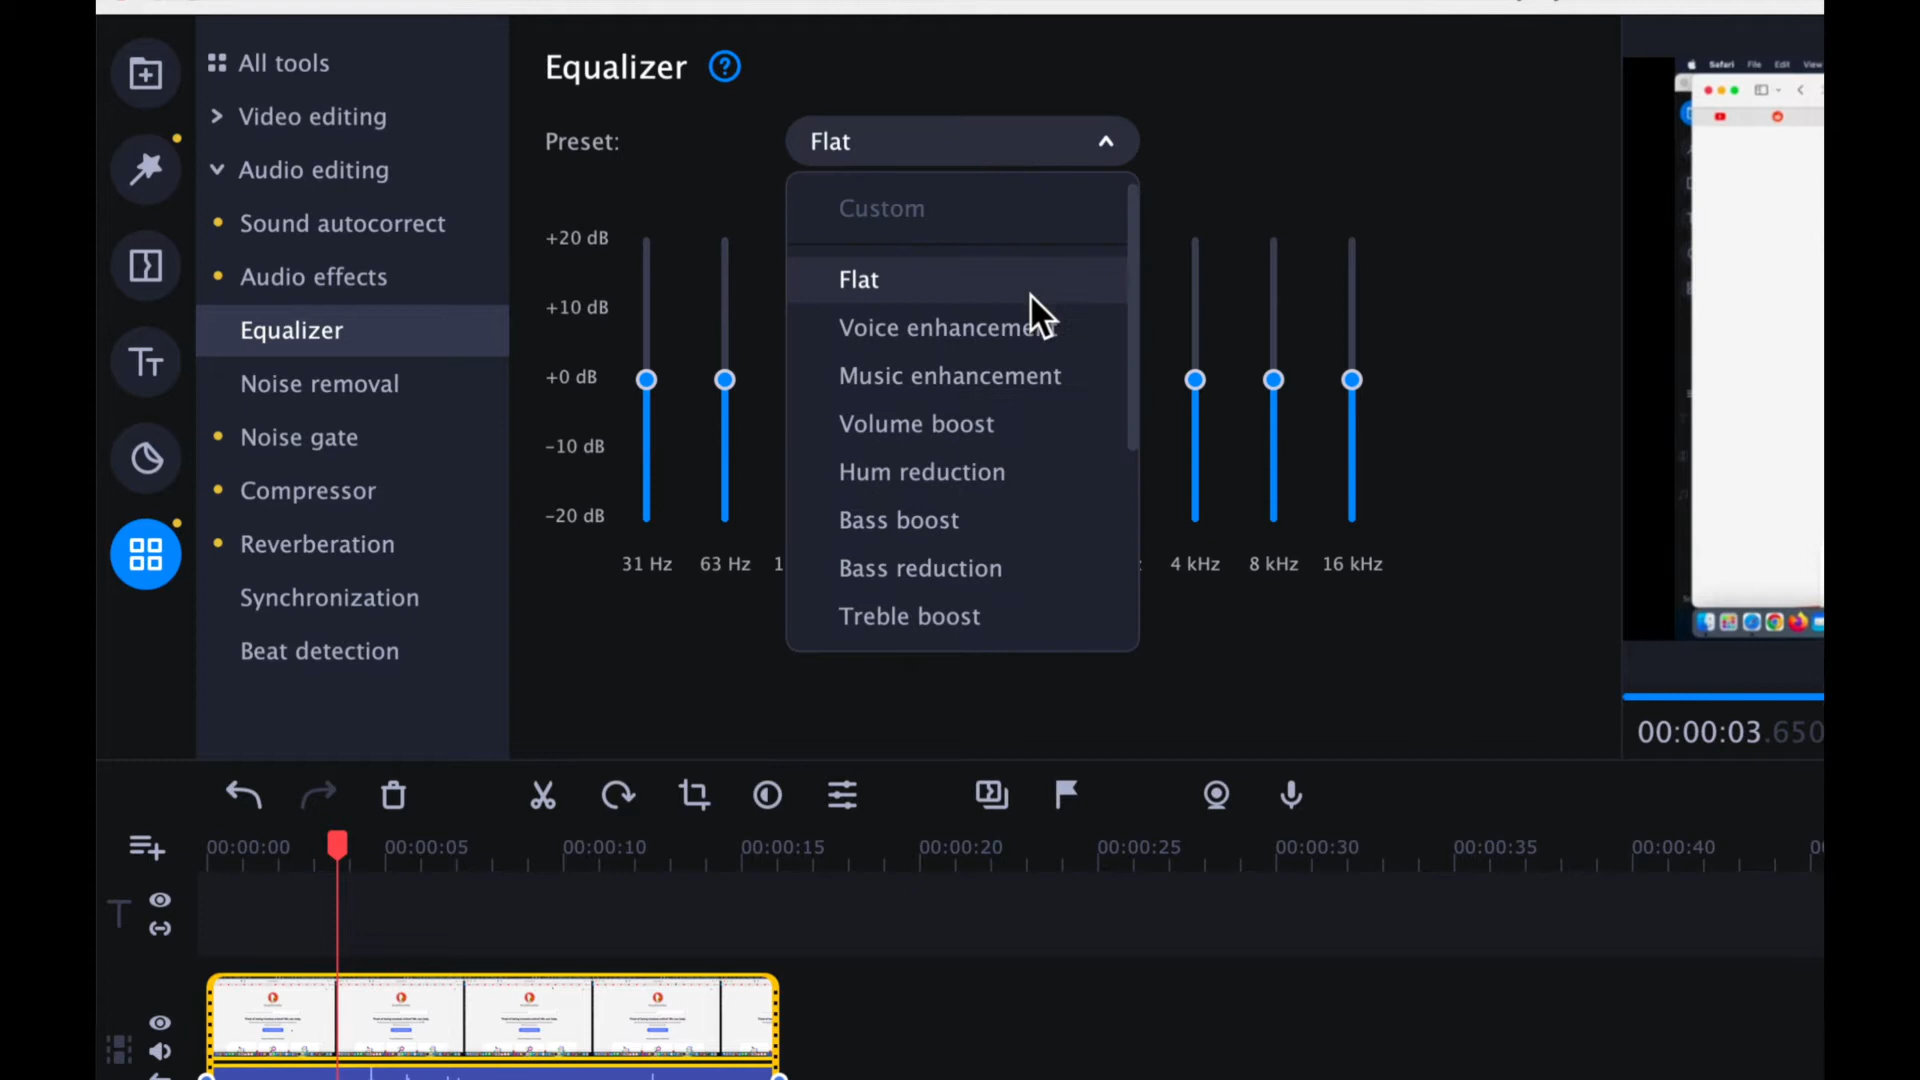 All tools
Video editing
Audio editing
Sound autocorrect
Audio effects
Equalizer
Noise removal
Noise gate
Compressor
Reverberation
Synchronization
Beat detection
Equalizer ?
Preset:
Flat
Custom
Flat
Voice enhancement
Music enhancement
Volume boost
Hum reduction
Bass boost
Bass reduction
Treble boost
+20 dB
+10 dB
+0 dB
-10 dB
-20 dB
31 Hz 63 Hz 1 4 kHz 8 kHz 16 kHz
Safari File Edit View
00:00:03.650
00:00:00 00:00:05 00:00:10 00:00:15 00:00:20 00:00:25 00:00:30 00:00:35 00:00:40